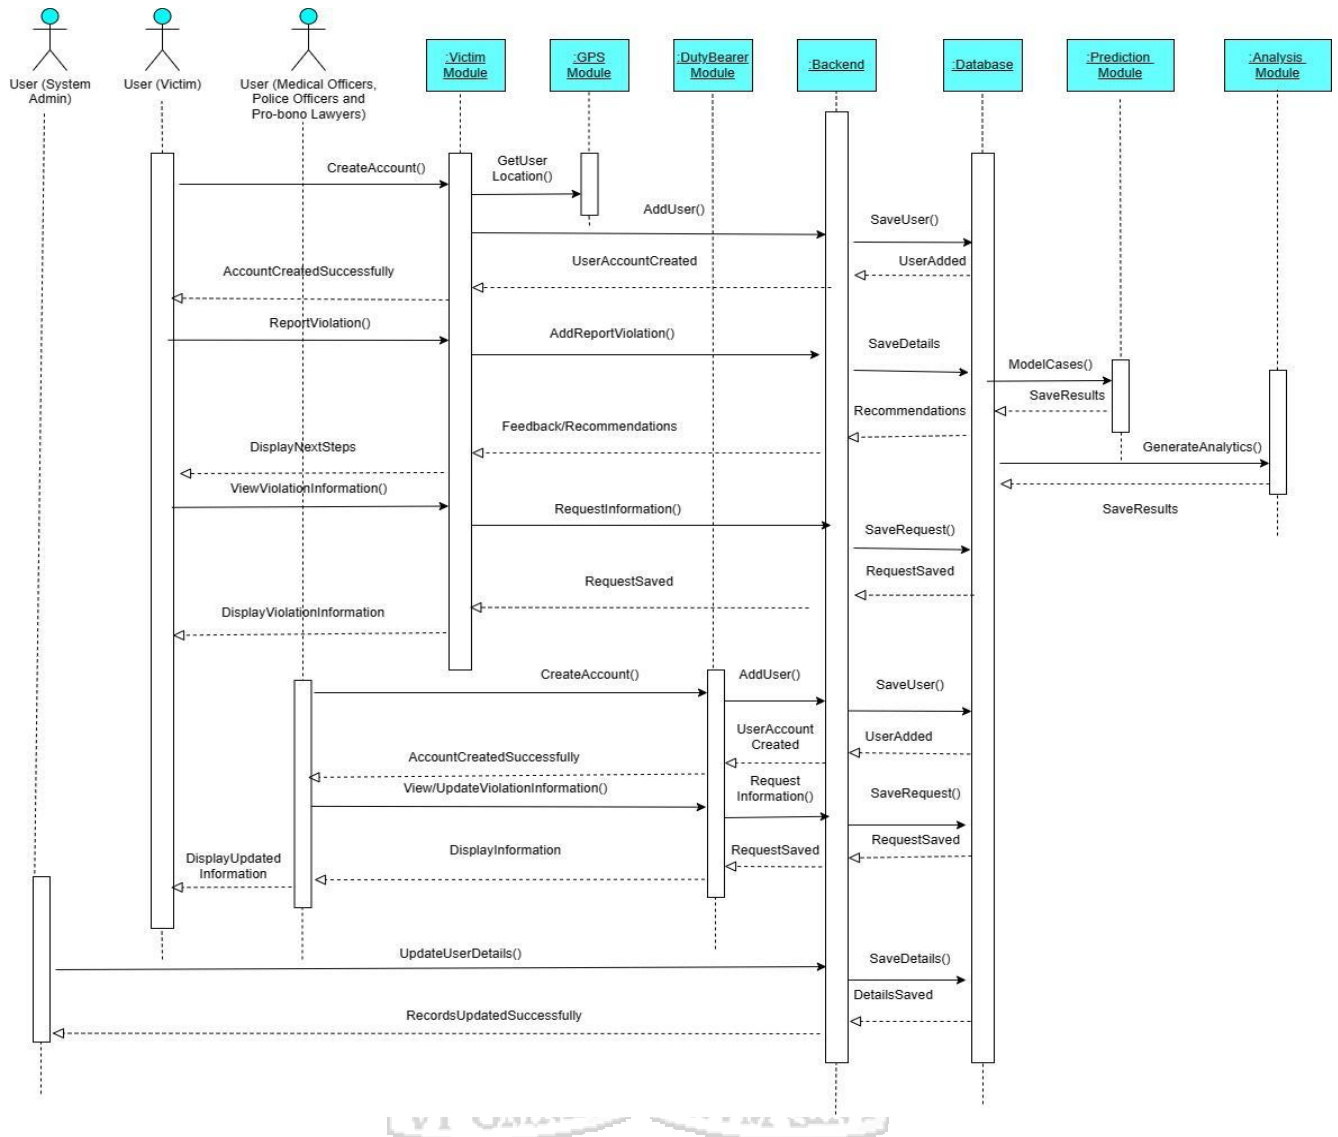 User (System
Admin)
User (Victim)
User (Medical Officers,
Police Officers and
Pro-bono Lawyers)
:Victim
Module
:GPS
Module
:DutyBearer
Module
:Backend
:Database
:Prediction
Module
:Analysis
Module
CreateAccount()
GetUser
Location()
AddUser()
SaveUser()
UserAdded
UserAccountCreated
AccountCreatedSuccessfully
ReportViolation()
AddReportViolation()
SaveDetails
ModelCases()
SaveResults
Recommendations
Feedback/Recommendations
DisplayNextSteps
GenerateAnalytics()
ViewViolationInformation()
SaveResults
RequestInformation()
SaveRequest()
RequestSaved
RequestSaved
DisplayViolationInformation
CreateAccount()
AddUser()
SaveUser()
UserAccount
Created
UserAdded
AccountCreatedSuccessfully
View/UpdateViolationInformation()
Request
Information()
SaveRequest()
RequestSaved
RequestSaved
DisplayInformation
DisplayUpdated
Information
UpdateUserDetails()
SaveDetails()
DetailsSaved
RecordsUpdatedSuccessfully